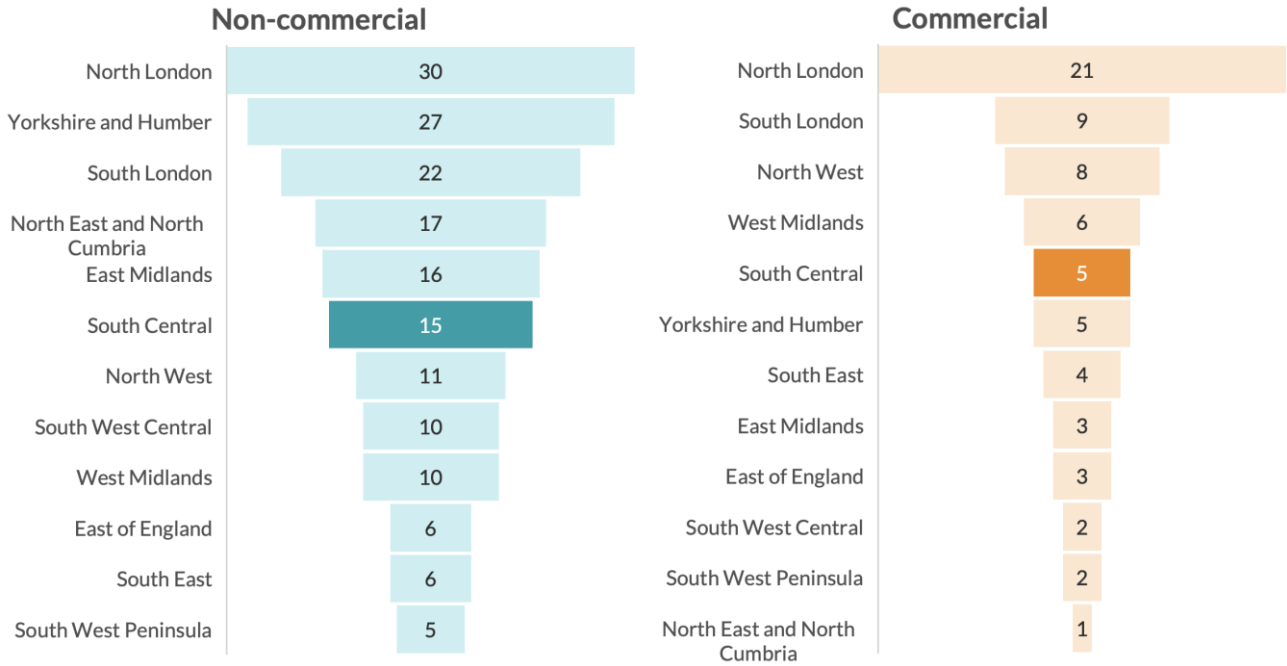 Non-commercial
North London 30
Yorkshire and Humber 27
South London 22
North East and North
Cumbria 17
East Midlands 16
South Central 15
North West 11
South West Central 10
West Midlands 10
East of England 6
South East 6
South West Peninsula 5
Commercial
North London 21
South London 9
North West 8
West Midlands 6
South Central 5
Yorkshire and Humber 5
South East 4
East Midlands 3
East of England 3
South West Central 2
South West Peninsula 2
North East and North
Cumbria 1